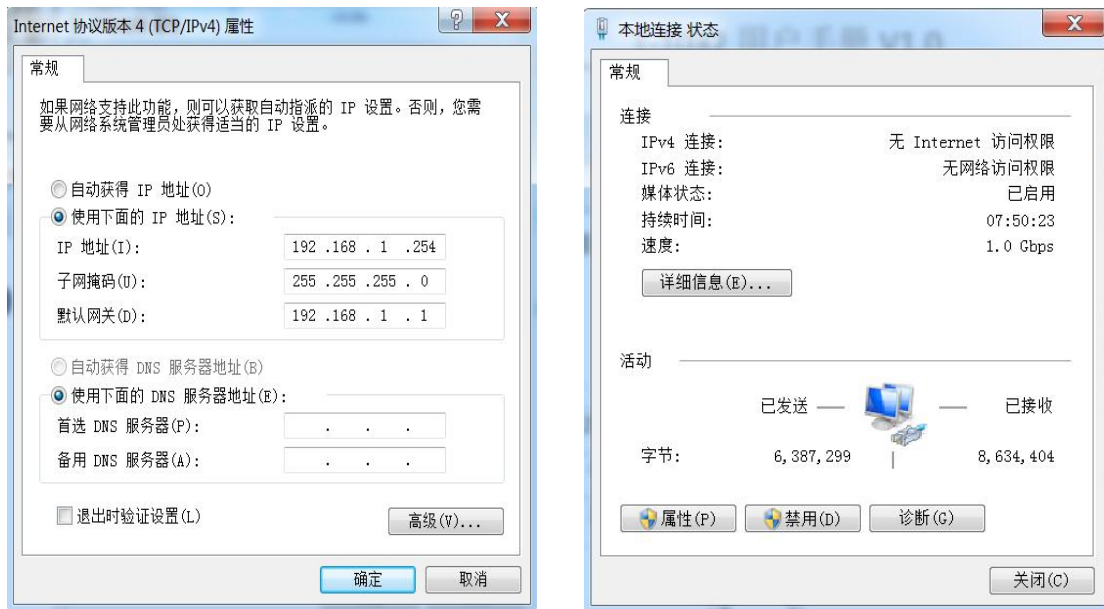 Internet 协议版本 4 (TCP/IPv4) 属性
常规
如果网络支持此功能，则可以获取自动指派的 IP 设置。否则，您需
要从网络系统管理员处获得适当的 IP 设置。
自动获得 IP 地址(O)
使用下面的 IP 地址(S):
IP 地址(I): 192 .168 . 1 .254
子网掩码(U): 255 .255 .255 . 0
默认网关(D): 192 .168 . 1 . 1
自动获得 DNS 服务器地址(B)
使用下面的 DNS 服务器地址(E):
首选 DNS 服务器(P): . . .
备用 DNS 服务器(A): . . .
退出时验证设置(L)
高级(V)...
确定 取消
本地连接 状态
用户手册 V1.0
常规
连接
IPv4 连接: 无 Internet 访问权限
IPv6 连接: 无网络访问权限
媒体状态: 已启用
持续时间: 07:50:23
速度: 1.0 Gbps
详细信息(E)...
活动
已发送 — — 已接收
字节: 6,387,299 8,634,404
属性(P) 禁用(D) 诊断(G)
关闭(C)